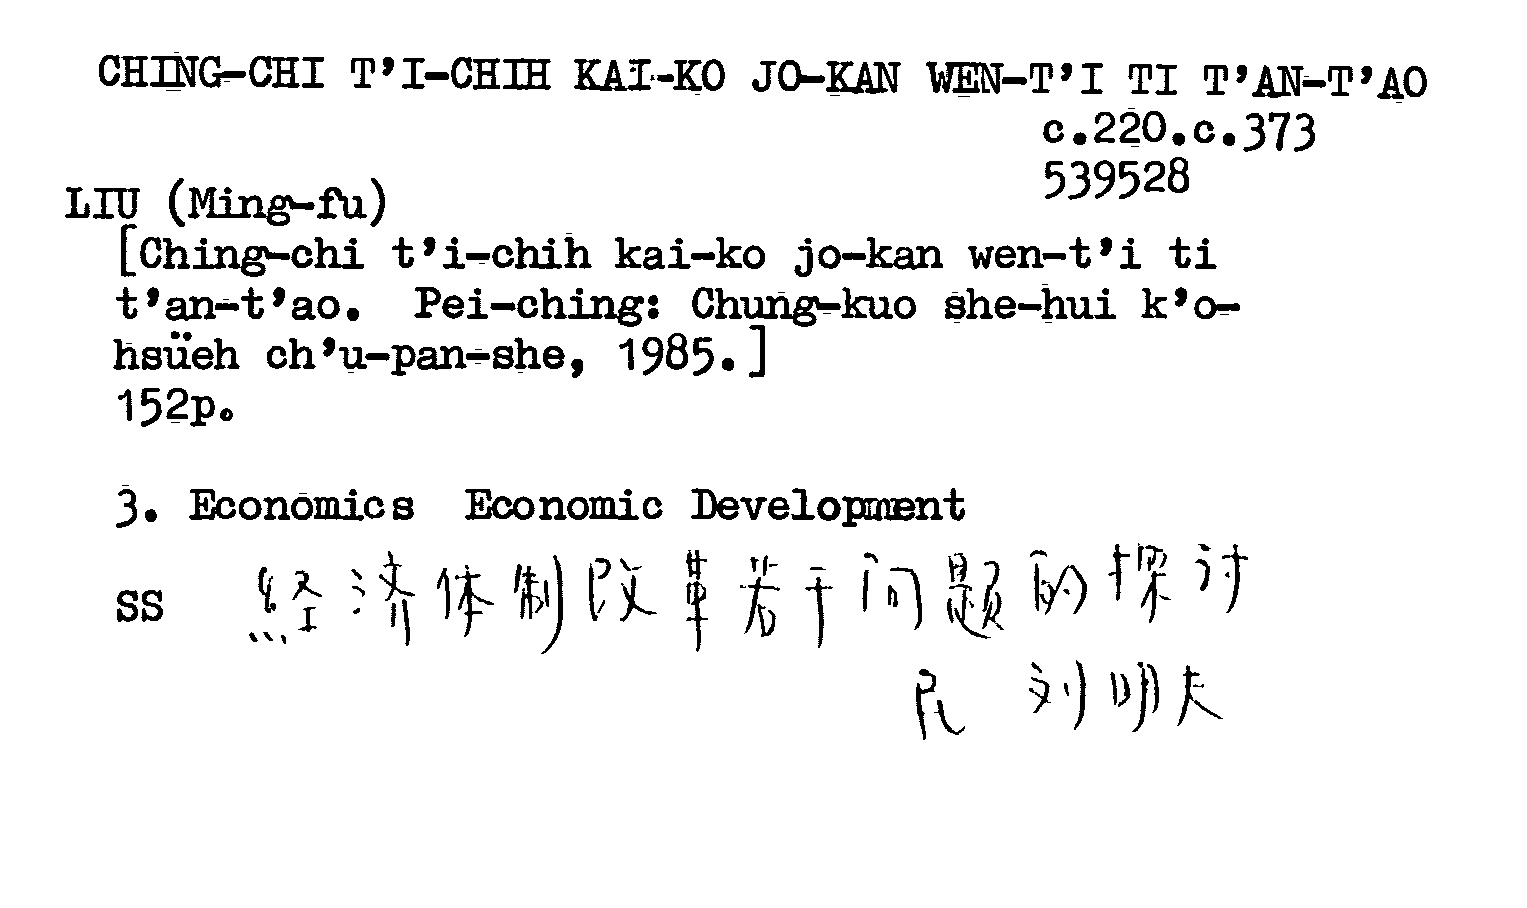 CHING-CHI T'I-CHIH KAI-KO JO-KAN WEN-T'I TI T'AN-T'AO
c.220.c.373
539528
LIU (Ming-fu)
[Ching-chi t'i-chih kai-ko jo-kan wen-t'i ti
t'an-t'ao. Pei-ching: Chung-kuo she-hui k'o-
hsüeh ch'u-pan-she, 1985.]
152p.
3. Economics Economic Development
SS 經济体制改革若干问题的探讨
民 刘明夫